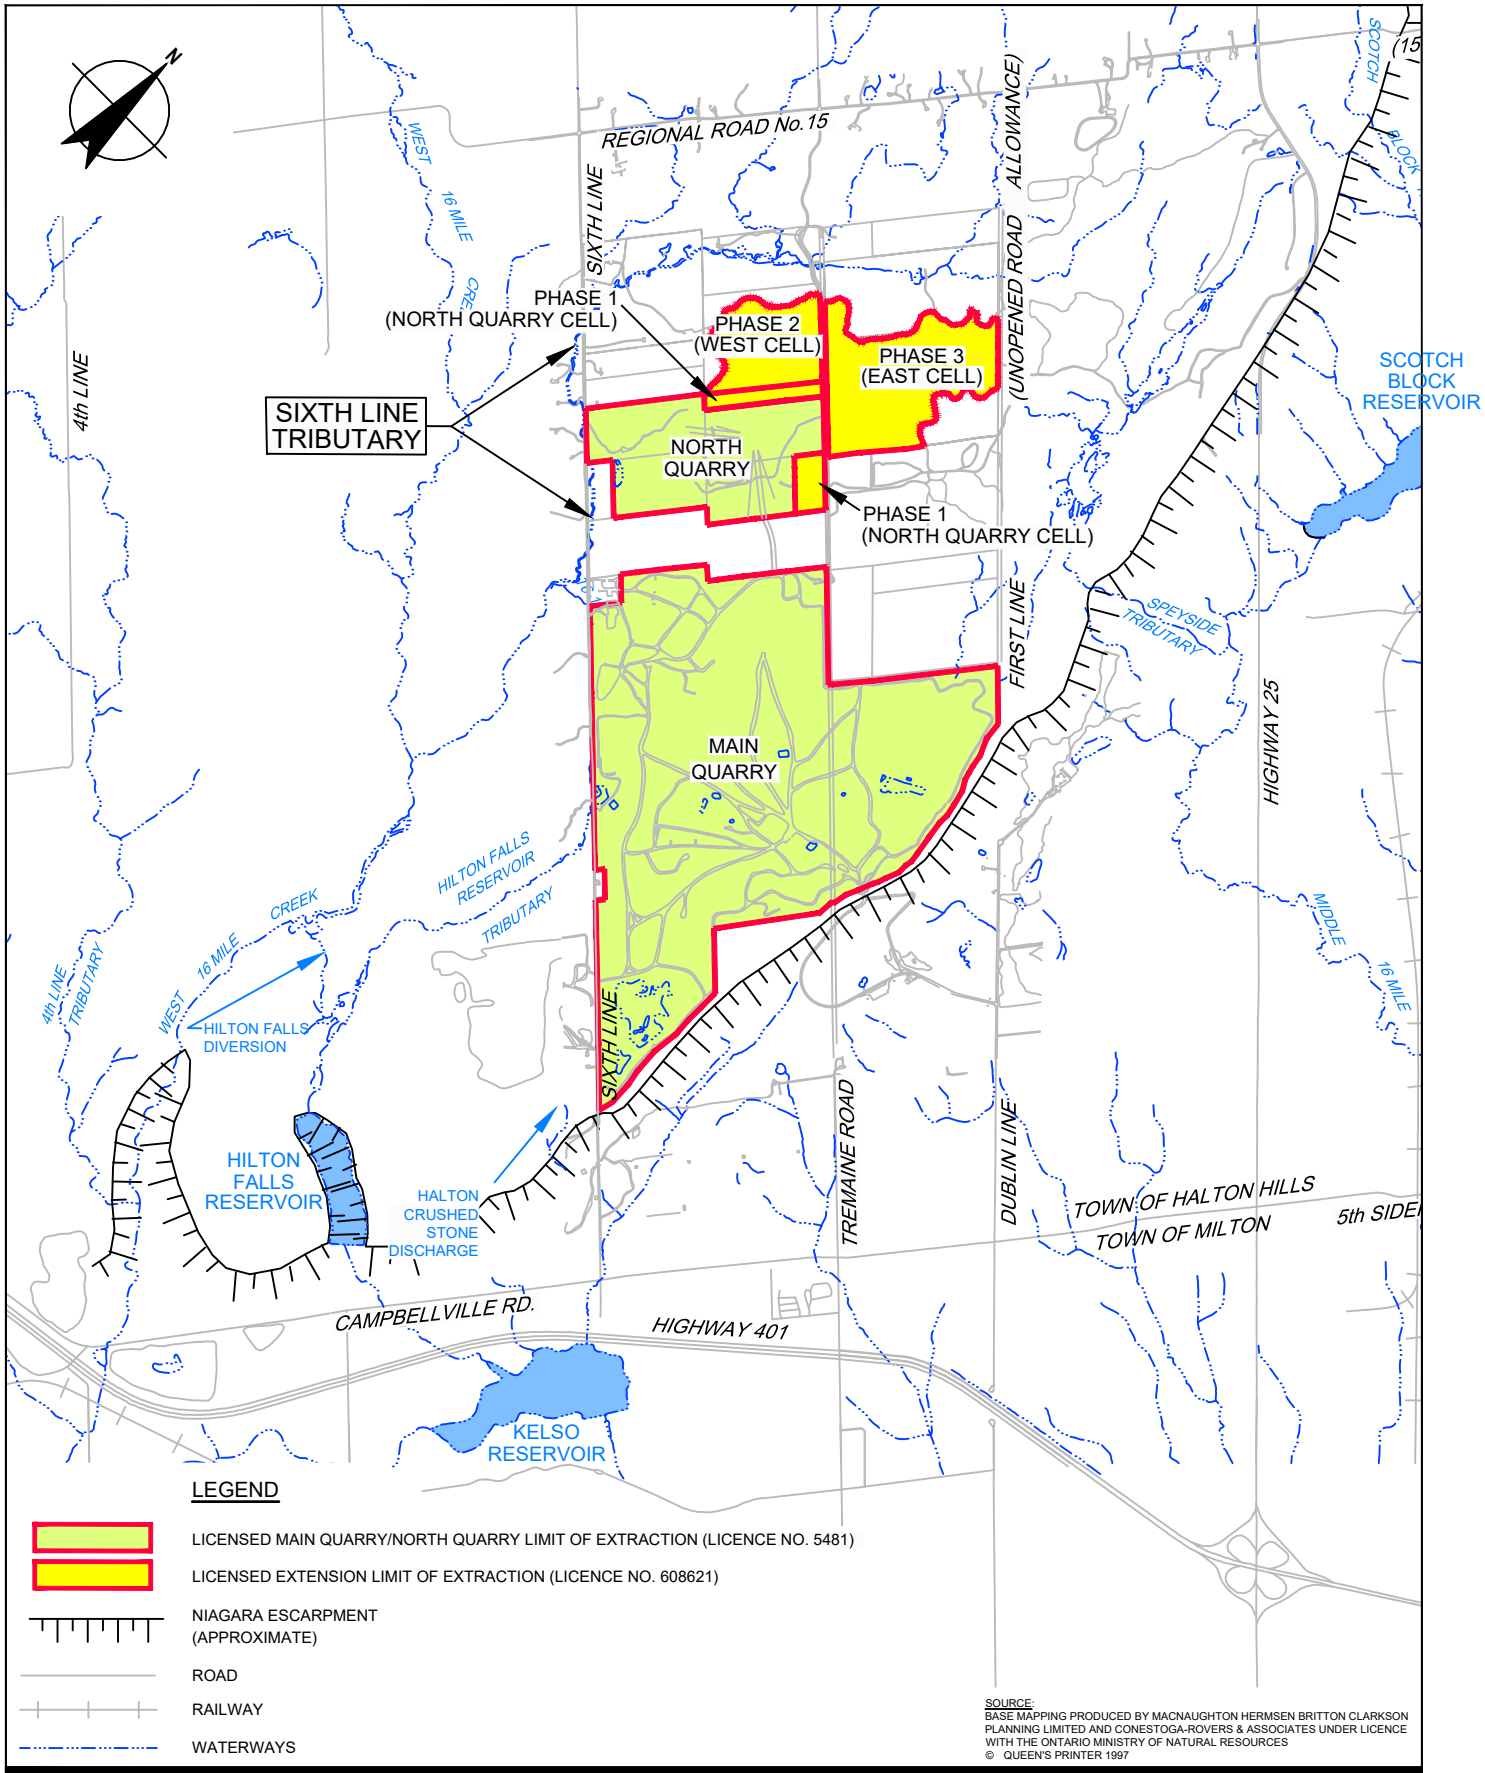 N
SCOTCH
BLOCK
(15
REGIONAL ROAD No.15
(UNOPENED ROAD ALLOWANCE)
WEST
16 MILE
CRE
SIXTH LINE
PHASE 1
(NORTH QUARRY CELL)
PHASE 2
(WEST CELL)
PHASE 3
(EAST CELL)
4th LINE
SCOTCH
BLOCK
RESERVOIR
SIXTH LINE
TRIBUTARY
NORTH
QUARRY
PHASE 1
(NORTH QUARRY CELL)
FIRST LINE
SPEYSIDE
TRIBUTARY
HIGHWAY 25
MAIN
QUARRY
HILTON FALLS
RESERVOIR
TRIBUTARY
CREEK
16 MILE
WEST
4th LINE
TRIBUTARY
MIDDLE
16 MILE
HILTON FALLS
DIVERSION
SIXTH LINE
HILTON
FALLS
RESERVOIR
HALTON
CRUSHED
STONE
DISCHARGE
TREMAINE ROAD
DUBLIN LINE
TOWN OF HALTON HILLS
TOWN OF MILTON
5th SIDE
CAMPBELLVILLE RD.
HIGHWAY 401
KELSO
RESERVOIR
LEGEND
LICENSED MAIN QUARRY/NORTH QUARRY LIMIT OF EXTRACTION (LICENCE NO. 5481)
LICENSED EXTENSION LIMIT OF EXTRACTION (LICENCE NO. 608621)
NIAGARA ESCARPMENT
(APPROXIMATE)
ROAD
RAILWAY
WATERWAYS
SOURCE:
BASE MAPPING PRODUCED BY MACNAUGHTON HERMSEN BRITTON CLARKSON
PLANNING LIMITED AND CONESTOGA-ROVERS & ASSOCIATES UNDER LICENCE
WITH THE ONTARIO MINISTRY OF NATURAL RESOURCES
© QUEEN'S PRINTER 1997